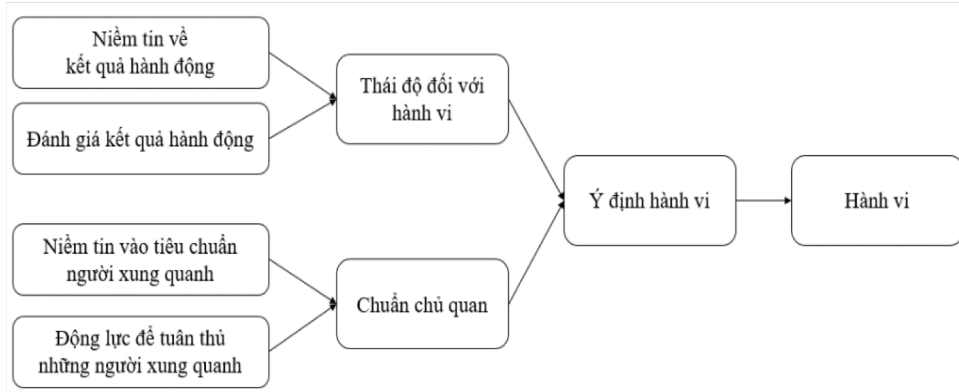 Niềm tin về
kết quả hành động
Đánh giá kết quả hành động
Thái độ đối với
hành vi
Niềm tin vào tiêu chuẩn
người xung quanh
Động lực để tuân thủ
những người xung quanh
Chuẩn chủ quan
Ý định hành vi
Hành vi